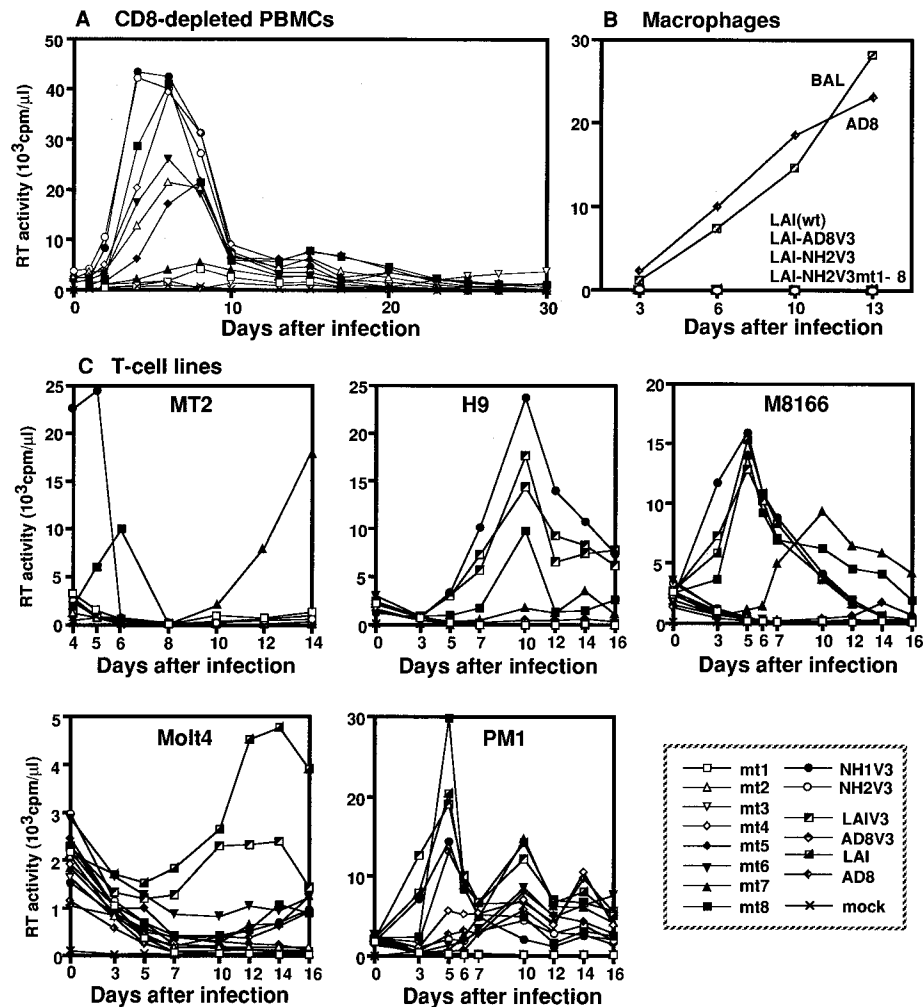 A CD8-depleted PBMCs
RT activity (10³cpm/µl)
50
40
30
20
10
0
0 10 20 30
Days after infection
B Macrophages
30
20
10
0
BAL
AD8
LAI(wt)
LAI-AD8V3
LAI-NH2V3
LAI-NH2V3mt1- 8
3 6 10 13
Days after infection
C T-cell lines
MT2
RT activity (10³cpm/µl)
25
20
15
10
5
0
4 5 6 8 10 12 14
Days after infection
H9
25
20
15
10
5
0
0 3 5 7 10 12 14 16
Days after infection
M8166
20
15
10
5
0
0 3 5 6 7 10 12 14 16
Days after infection
Molt4
RT activity (10³cpm/µl)
5
4
3
2
1
0
0 3 5 7 10 12 14 16
Days after infection
PM1
30
20
10
0
0 3 5 6 7 10 12 14 16
Days after infection
mt1
mt2
mt3
mt4
mt5
mt6
mt7
mt8
NH1V3
NH2V3
LAIV3
AD8V3
LAI
AD8
mock